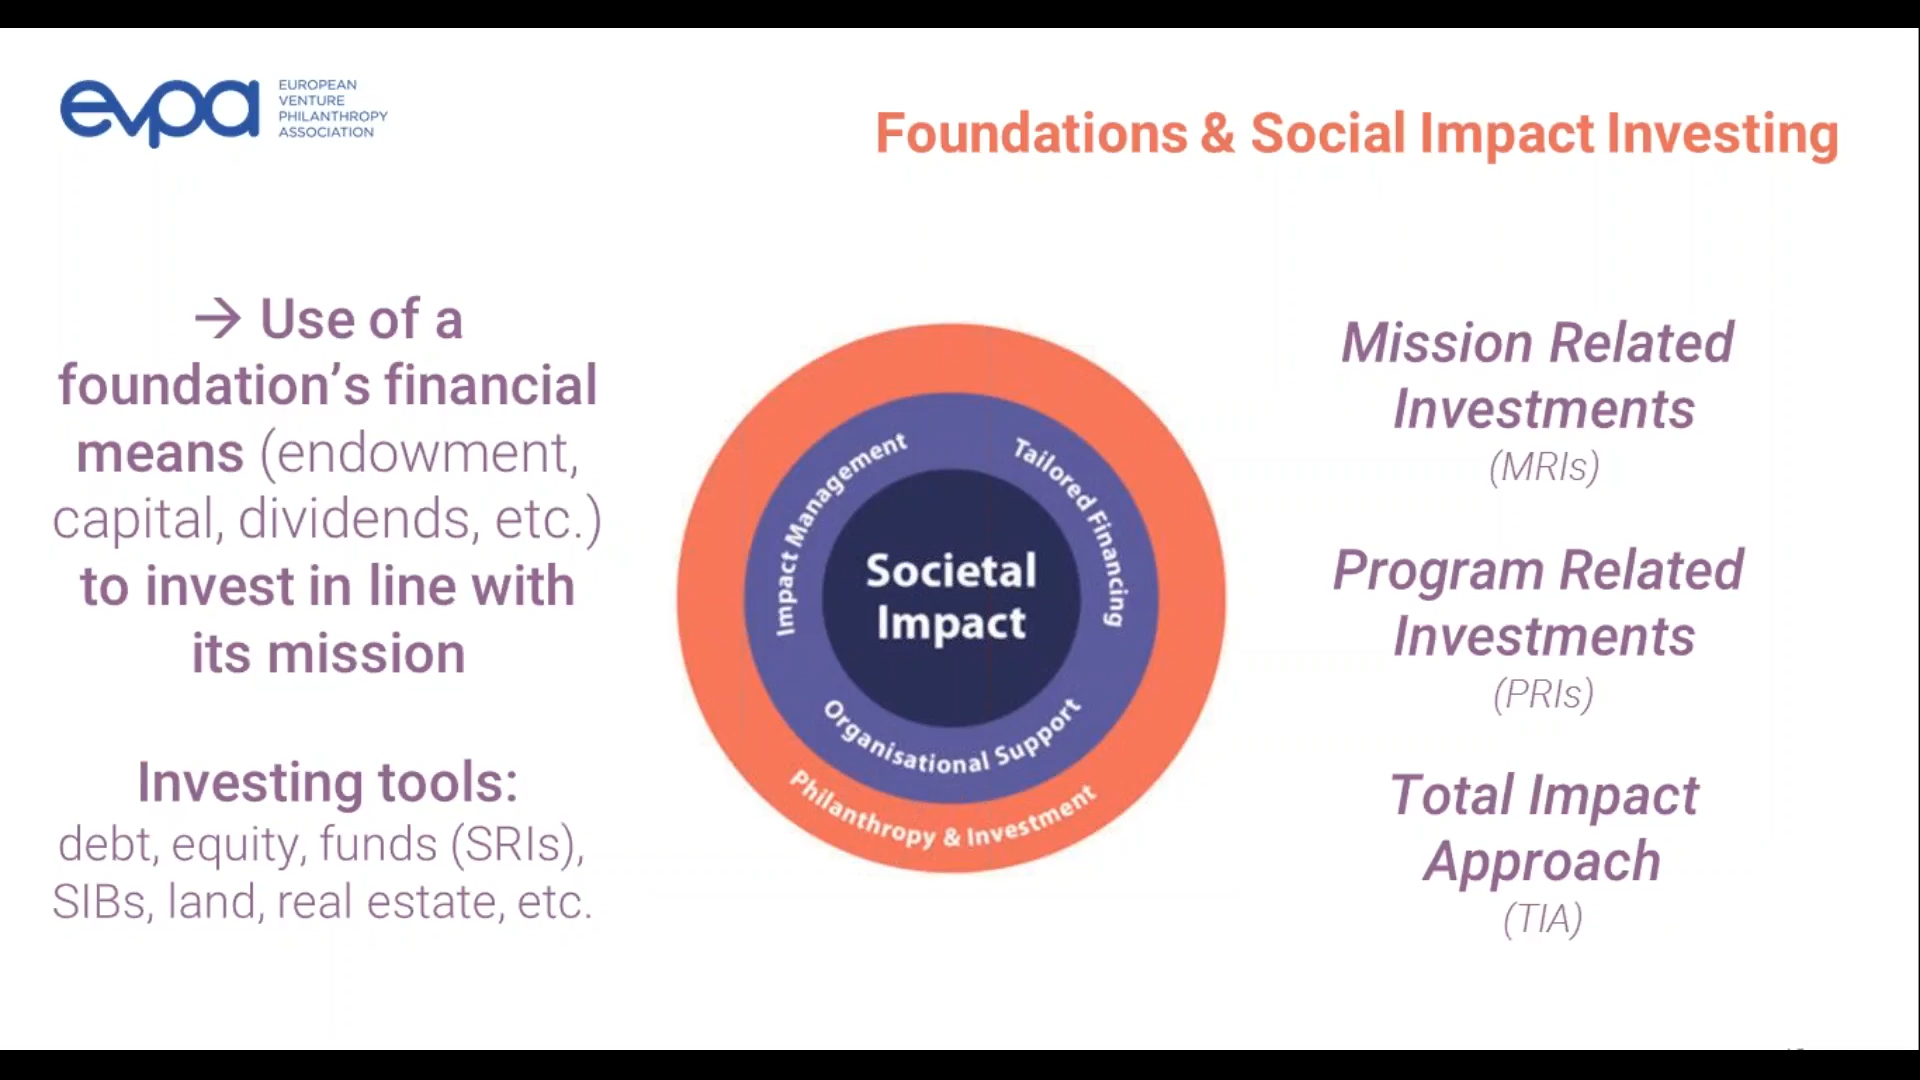 evpa
EUROPEAN
VENTURE
PHILANTHROPY
ASSOCIATION
Foundations & Social Impact Investing
→ Use of a
foundation’s financial
means (endowment,
capital, dividends, etc.)
to invest in line with
its mission
Investing tools:
debt, equity, funds (SRIs),
SIBs, land, real estate, etc.
Impact Management
Tailored Financing
Societal
Impact
Organisational Support
Philanthropy & Investment
Mission Related
Investments
(MRIs)
Program Related
Investments
(PRIs)
Total Impact
Approach
(TIA)